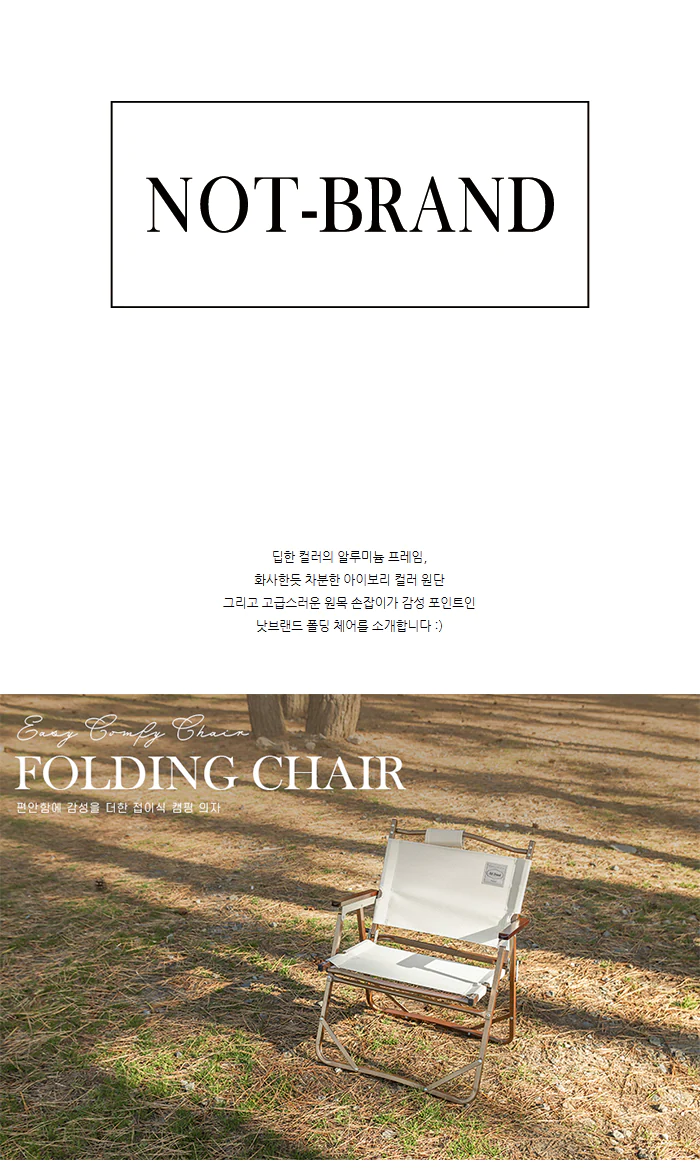 NOT-BRAND
딥한 컬러의 알루미늄 프레임,
화사한듯 차분한 아이보리 컬러 원단
그리고 고급스러운 원목 손잡이가 감성 포인트인
낫브랜드 폴딩 체어를 소개합니다 :)
Easy Comfy Chair
FOLDING CHAIR
편안함에 감성을 더한 접이식 캠핑 의자